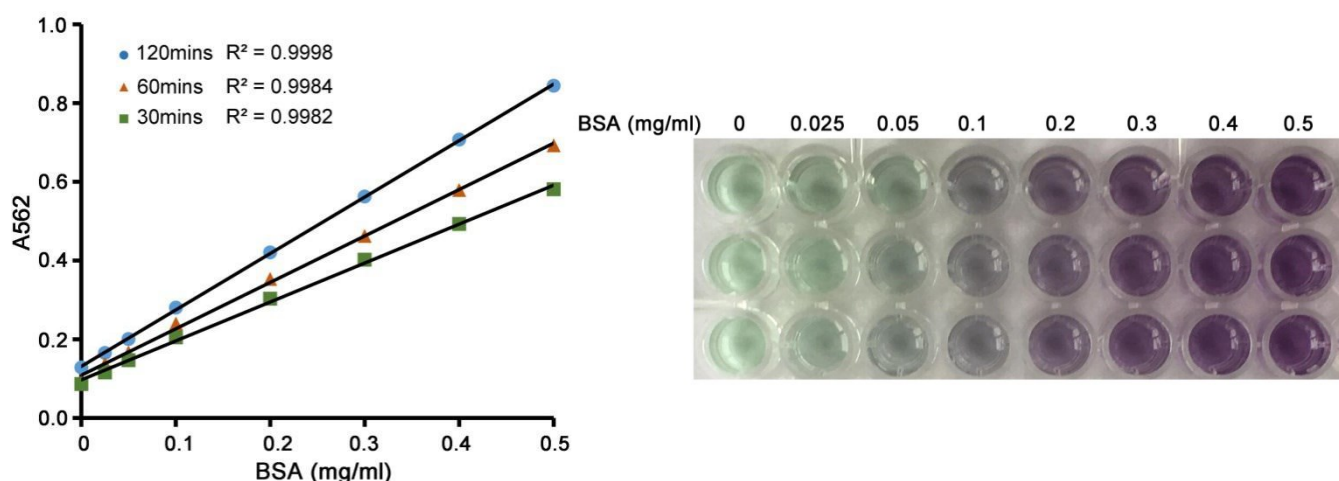 1.0
0.8
0.6
0.4
0.2
0.0
A562
120mins R² = 0.9998
60mins R² = 0.9984
30mins R² = 0.9982
0 0.1 0.2 0.3 0.4 0.5
BSA (mg/ml)
BSA (mg/ml) 0 0.025 0.05 0.1 0.2 0.3 0.4 0.5